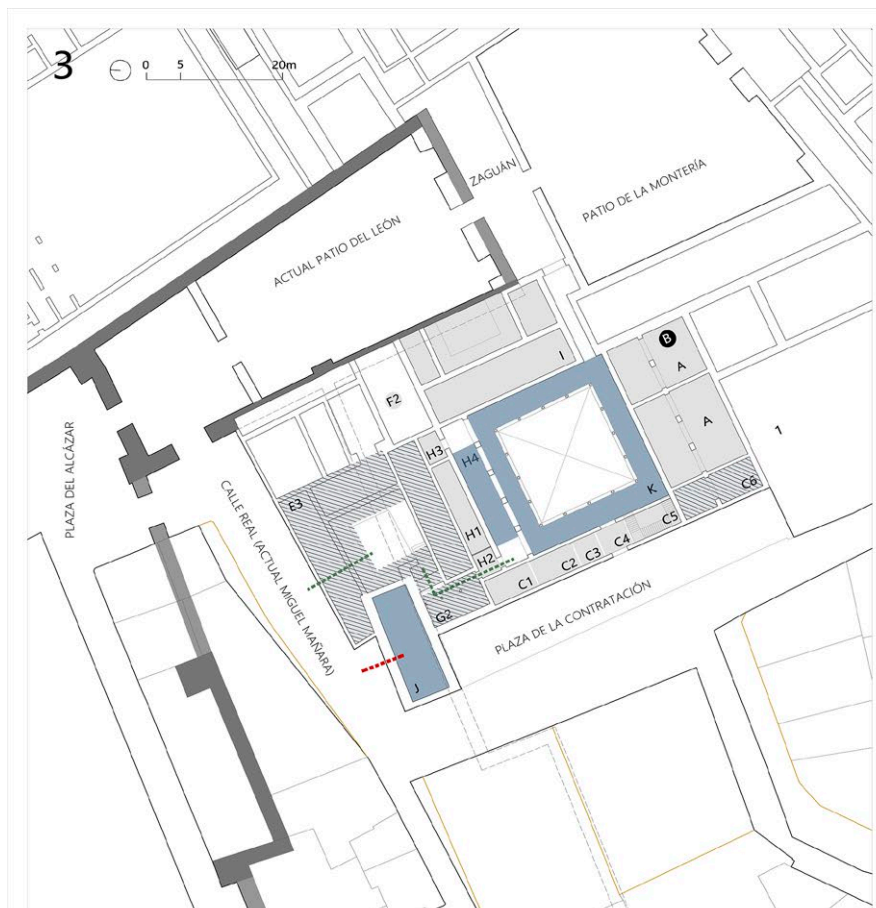 3
0 5 20m
ZAGUÁN
PATIO DE LA MONTERÍA
ACTUAL PATIO DEL LEÓN
B
A
I
F2
A
1
H3
H4
PLAZA DEL ALCÁZAR
CALLE REAL (ACTUAL MIGUEL MAÑARA)
E3
K
C6
H1
C5
C4
H2
C3
C2
C1
G2
PLAZA DE LA CONTRATACIÓN
J